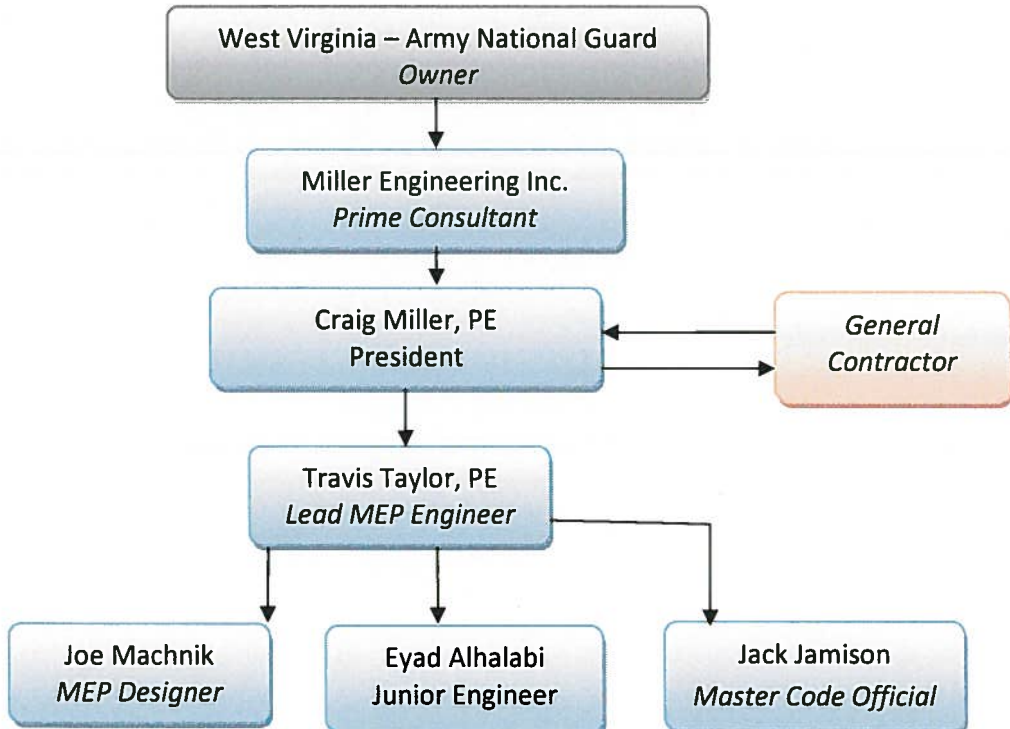 West Virginia – Army National Guard
Owner
Miller Engineering Inc.
Prime Consultant
Craig Miller, PE
President
General
Contractor
Travis Taylor, PE
Lead MEP Engineer
Joe Machnik
MEP Designer
Eyad Alhalabi
Junior Engineer
Jack Jamison
Master Code Official